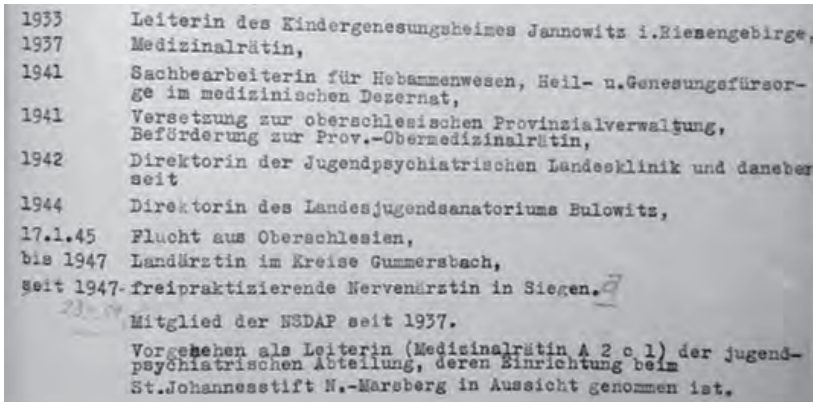 1933 Leiterin des Kindergenesungsheimes Jannowitz i.Riesengebirge,
1937 Medizinalrätin,
1941 Sachbearbeiterin für Hebammenwesen, Heil- u.Genesungsfürsor-
ge im medizinischen Dezernat,
1941 Versetzung zur oberschlesischen Provinzialverwaltung,
Beförderung zur Prov.-Obermedizinalrätin,
1942 Direktorin der Jugendpsychiatrischen Landesklinik und daneben
seit
1944 Direktorin des Landesjugendsanatoriums Bulowitz,
17.1.45 Flucht aus Oberschlesien,
bis 1947 Landärztin im Kreise Gummersbach,
seit 1947- freipraktizierende Nervenärztin in Siegen.
Mitglied der NSDAP seit 1937.
Vorgesehen als Leiterin (Medizinalrätin A 2 c 1) der jugend-
psychiatrischen Abteilung, deren Einrichtung beim
St.Johannesstift N.-Marsberg in Aussicht genommen ist.